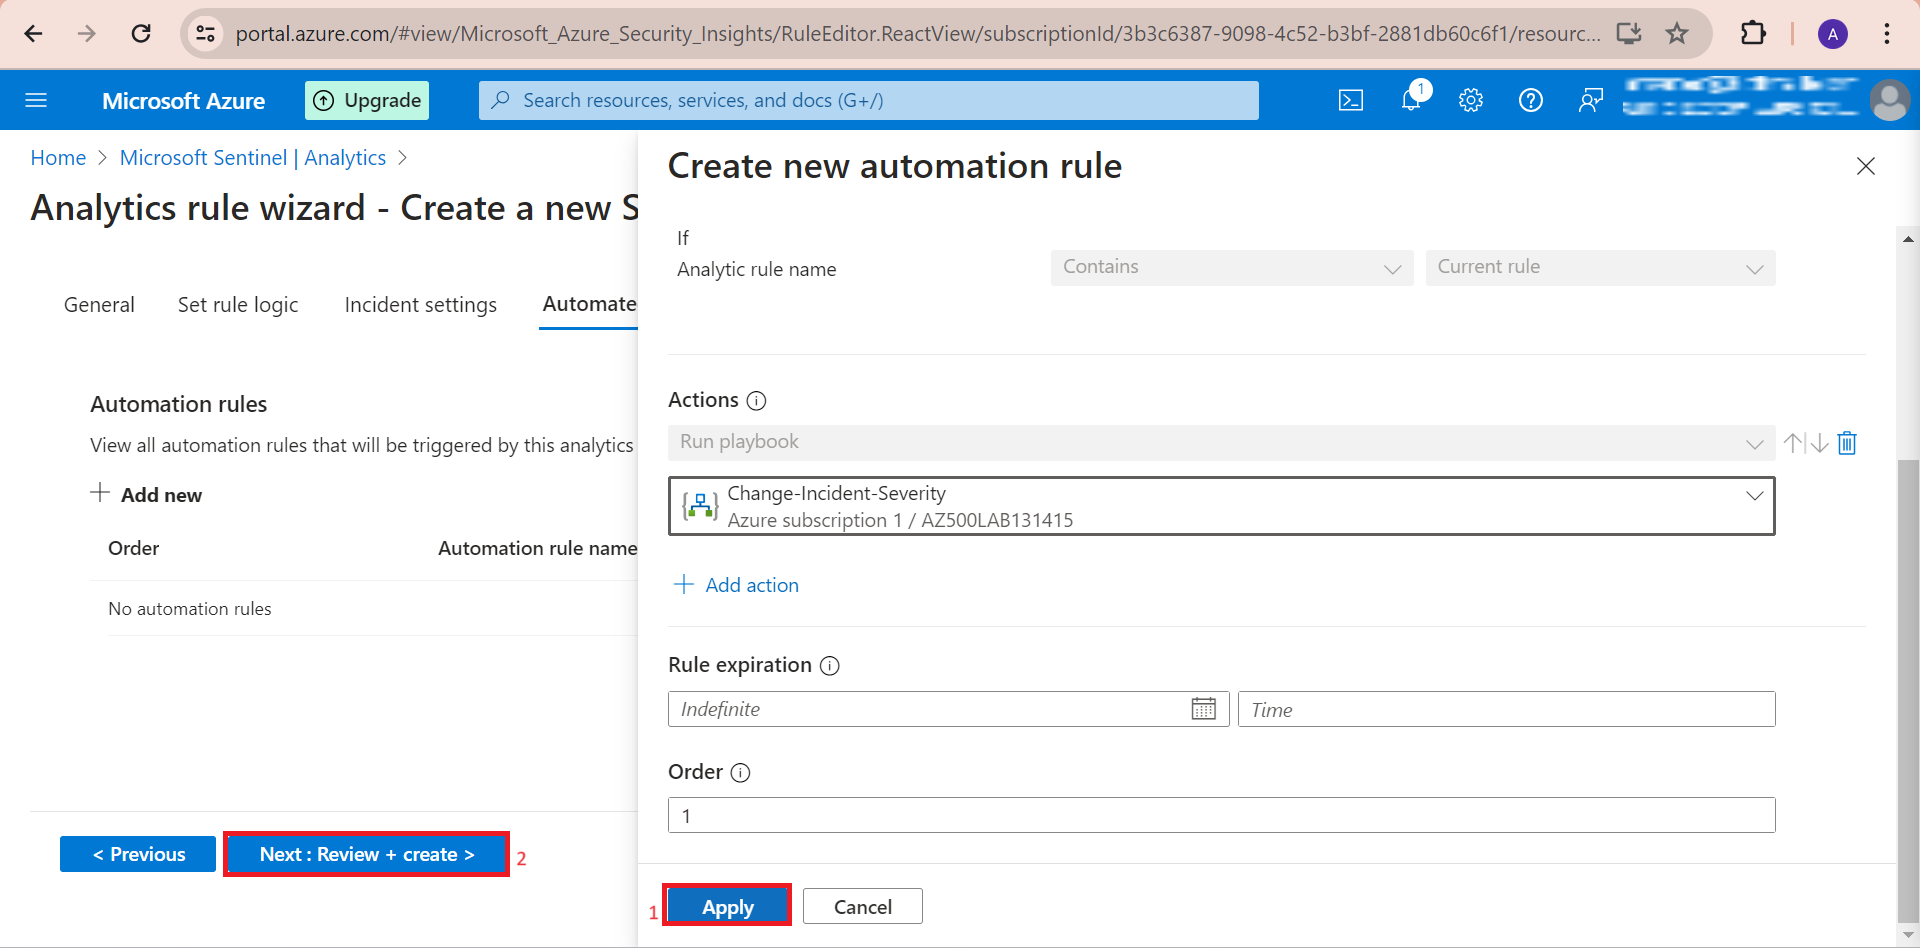 portal.azure.com/#view/Microsoft_Azure_Security_Insights/RuleEditor.ReactView/subscriptionId/3b3c6387-9098-4c52-b3bf-2881db60c6f1/resourc...
A
Microsoft Azure
Upgrade
Search resources, services, and docs (G+/)
1
Home > Microsoft Sentinel | Analytics >
Analytics rule wizard - Create a new S
General
Set rule logic
Incident settings
Automate
Automation rules
View all automation rules that will be triggered by this analytics
+ Add new
Order
Automation rule name
No automation rules
< Previous
Next : Review + create >
2
Create new automation rule
If
Analytic rule name
Contains
Current rule
Actions
Run playbook
Change-Incident-Severity
Azure subscription 1 / AZ500LAB131415
+ Add action
Rule expiration
Indefinite
Time
Order
1
1
Apply
Cancel